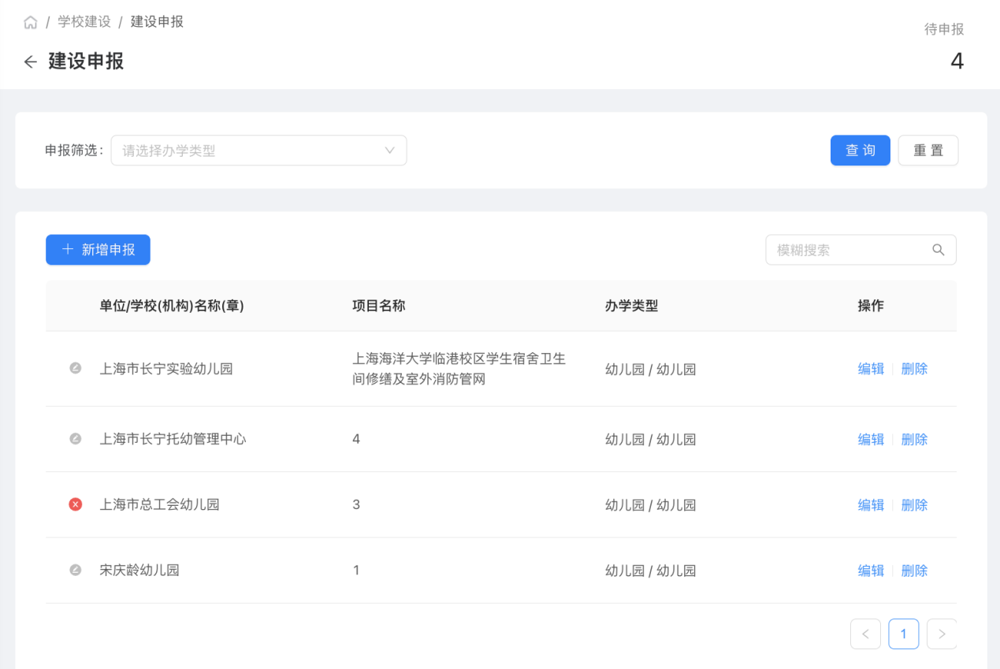 / 学校建设 / 建设申报
待申报
建设申报
4
申报筛选：
请选择办学类型
查 询
重 置
新增申报
模糊搜索
单位/学校(机构)名称(章)
项目名称
办学类型
操作
上海市长宁实验幼儿园
上海海洋大学临港校区学生宿舍卫生
间修缮及室外消防管网
幼儿园 / 幼儿园
编辑
删除
上海市长宁托幼管理中心
4
幼儿园 / 幼儿园
编辑
删除
上海市总工会幼儿园
3
幼儿园 / 幼儿园
编辑
删除
宋庆龄幼儿园
1
幼儿园 / 幼儿园
编辑
删除
1